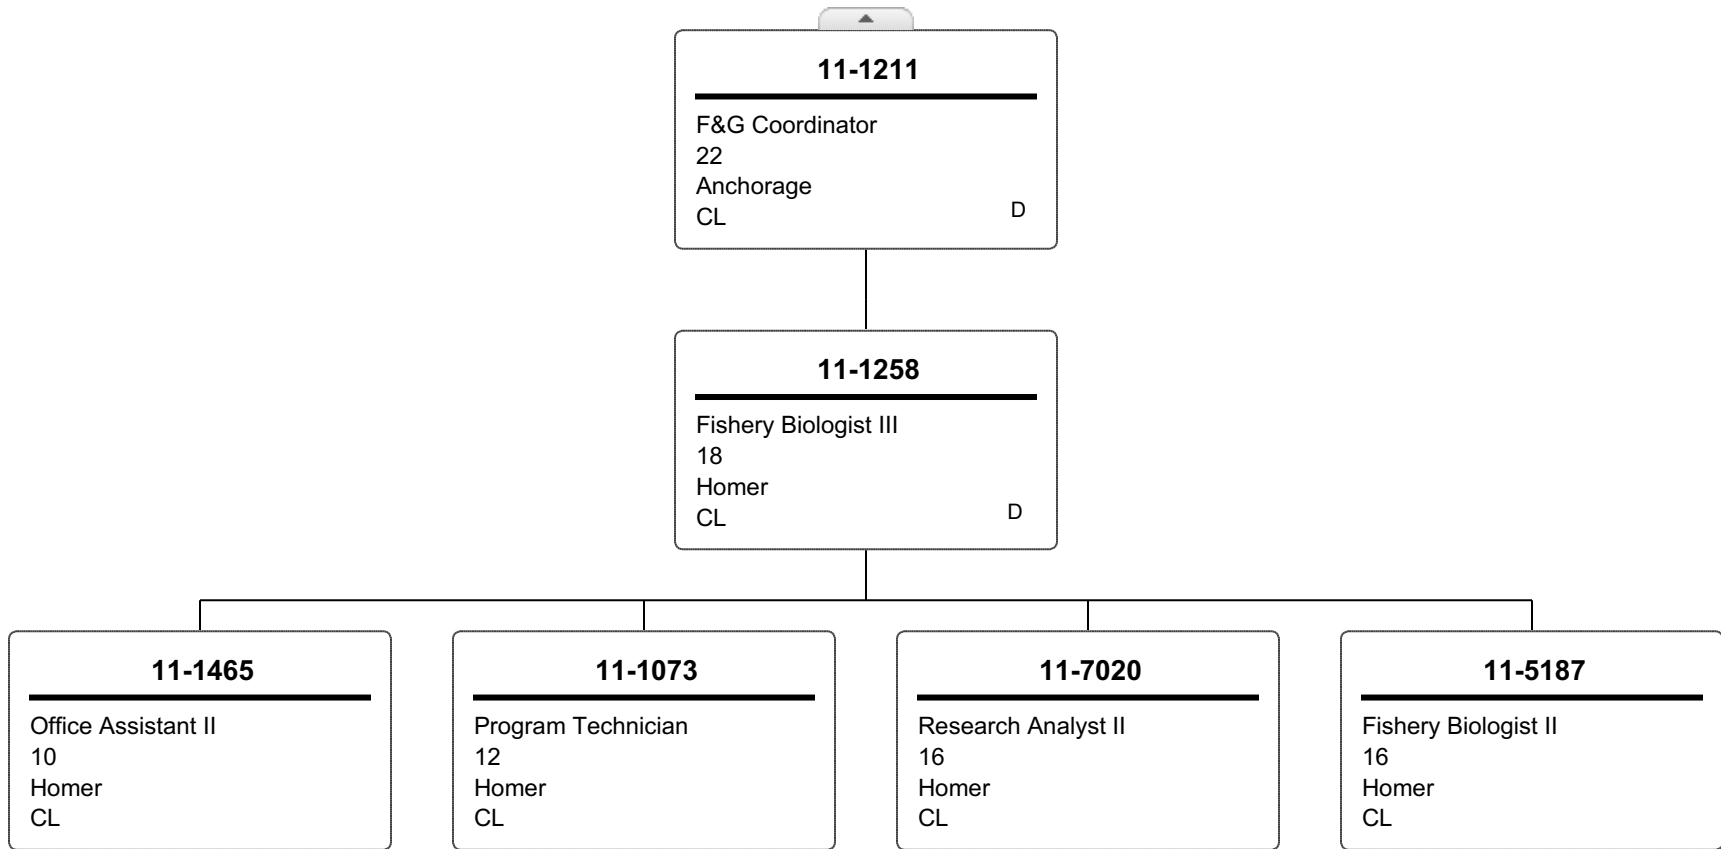 11-1211
F&G Coordinator
22
Anchorage
CL
D
11-1258
Fishery Biologist III
18
Homer
CL
D
11-1465
Office Assistant II
10
Homer
CL
11-1073
Program Technician
12
Homer
CL
11-7020
Research Analyst II
16
Homer
CL
11-5187
Fishery Biologist II
16
Homer
CL